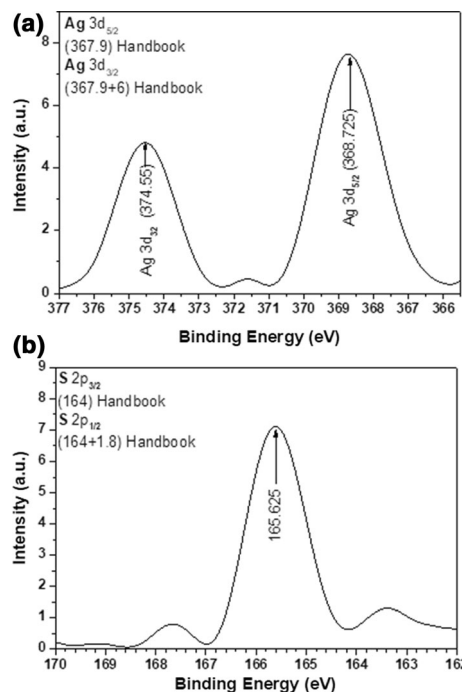 (a)
Ag 3d5/2
(367.9) Handbook
Ag 3d3/2
(367.9+6) Handbook
Intensity (a.u.)
8
6
4
2
0
Ag 3d32 (374.55)
Ag 3d5/2 (368.725)
377 376 375 374 373 372 371 370 369 368 367 366
Binding Energy (eV)
(b)
S 2p3/2
(164) Handbook
S 2p1/2
(164+1.8) Handbook
Intensity (a.u.)
9
8
7
6
5
4
3
2
1
0
165.625
170 168 167 166 165 164 163 162
Binding Energy (eV)